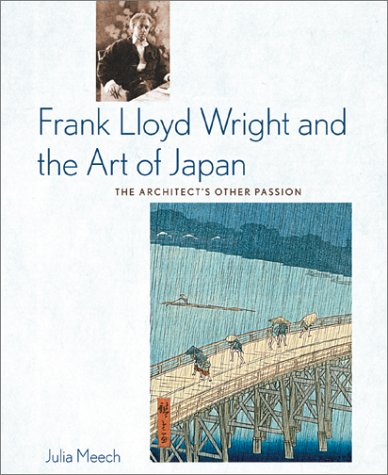 Frank Lloyd Wright and
the Art of Japan
THE ARCHITECT'S OTHER PASSION
Julia Meech